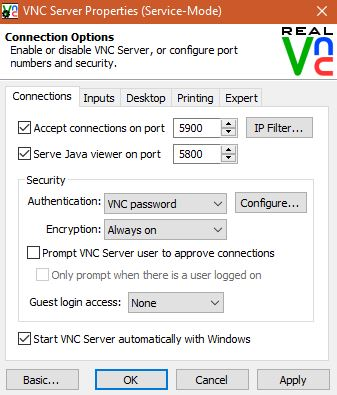 VNC Server Properties (Service-Mode)
Connection Options
Enable or disable VNC Server, or configure port
numbers and security.
REAL
VNC
Connections Inputs Desktop Printing Expert
Accept connections on port 5900 IP Filter...
Serve Java viewer on port 5800
Security
Authentication: VNC password Configure...
Encryption: Always on
Prompt VNC Server user to approve connections
Only prompt when there is a user logged on
Guest login access: None
Start VNC Server automatically with Windows
Basic... OK Cancel Apply